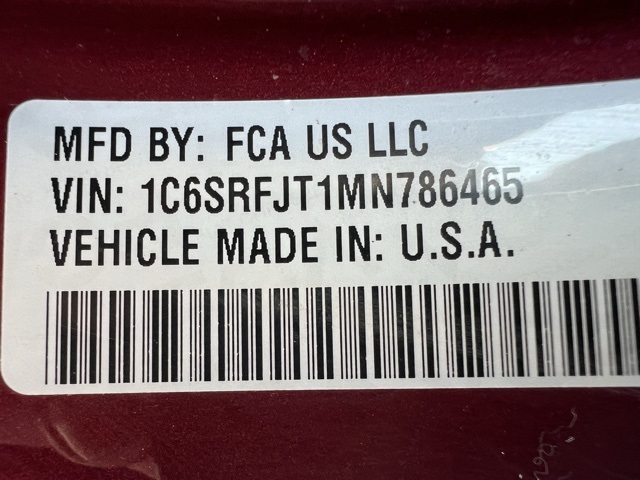 MFD BY: FCA US LLC
VIN: 1C6SRFJT1MN786465
VEHICLE MADE IN: U.S.A.